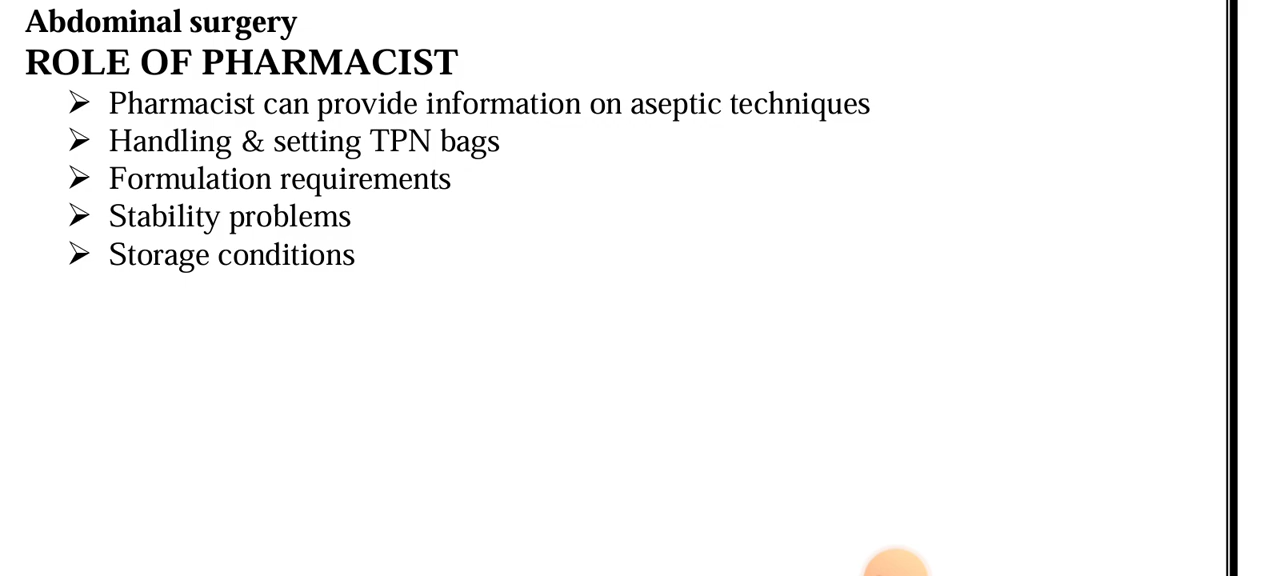 Abdominal surgery
ROLE OF PHARMACIST
➢ Pharmacist can provide information on aseptic techniques
➢ Handling & setting TPN bags
➢ Formulation requirements
➢ Stability problems
➢ Storage conditions